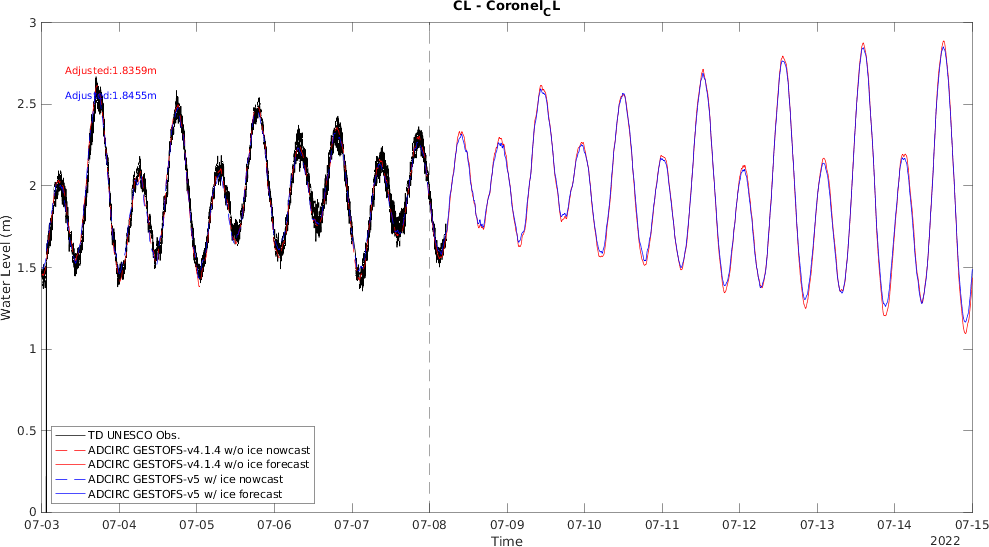 CL - Coronel_CL
3
2.5
2
1.5
1
0.5
0
Water Level (m)
Adjusted:1.8359m
Adjusted:1.8455m
TD UNESCO Obs.
ADCIRC GESTOFS-v4.1.4 w/o ice nowcast
ADCIRC GESTOFS-v4.1.4 w/o ice forecast
ADCIRC GESTOFS-v5 w/ ice nowcast
ADCIRC GESTOFS-v5 w/ ice forecast
07-03 07-04 07-05 07-06 07-07 07-08 07-09 07-10 07-11 07-12 07-13 07-14 07-15
Time
2022